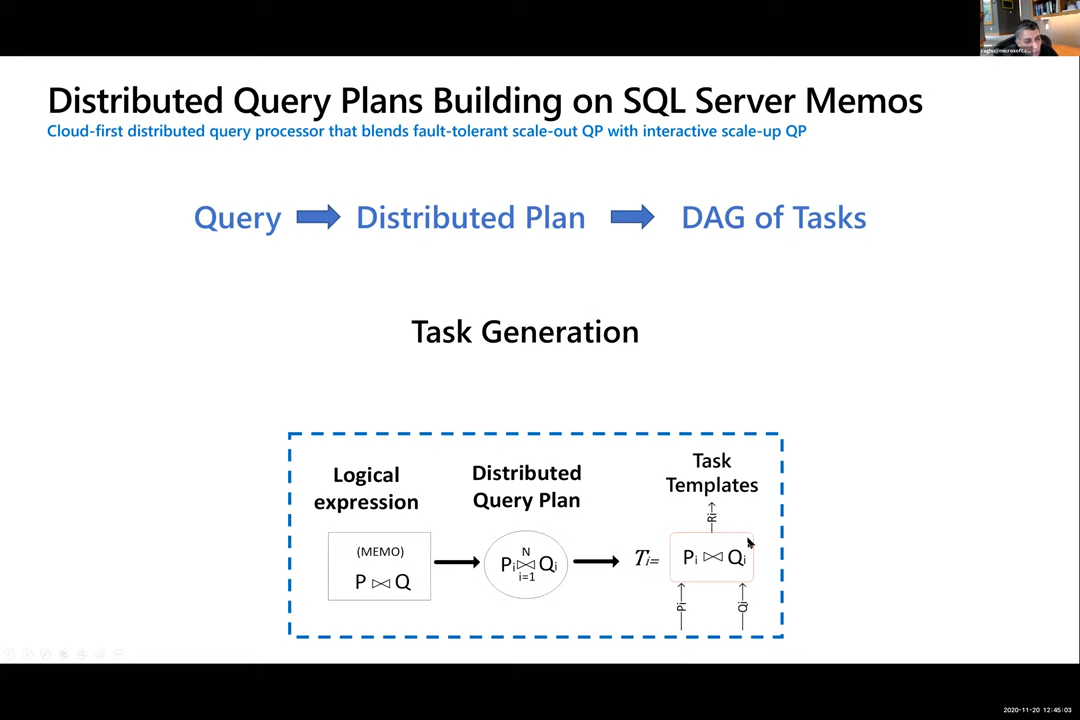 raghu@microsoft.c...
Distributed Query Plans Building on SQL Server Memos
Cloud-first distributed query processor that blends fault-tolerant scale-out QP with interactive scale-up QP
Query
Distributed Plan
DAG of Tasks
Task Generation
Logical
expression
(MEMO)
P ⋈ Q
Distributed
Query Plan
N
Pi ⋈ Qi
i=1
Task
Templates
Ri
Ti=
Pi ⋈ Qi
Pi
Qi
2020-11-20 12:45:03